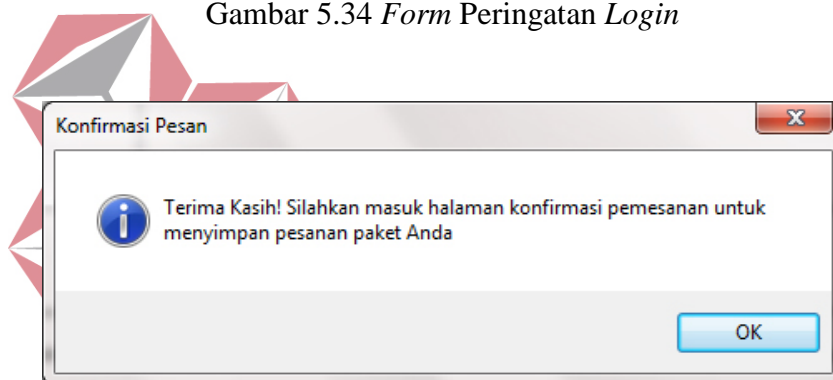 Gambar 5.34 Form Peringatan Login
Konfirmasi Pesan
Terima Kasih! Silahkan masuk halaman konfirmasi pemesanan untuk
menyimpan pesanan paket Anda
OK